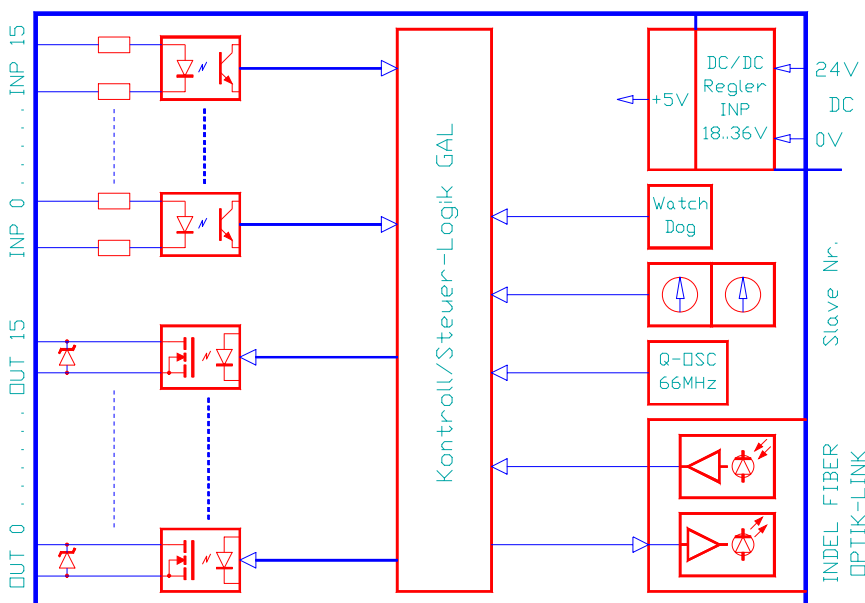 INP 0 . . . . . INP 15
OUT 0 . . . . . OUT 15
Kontroll/Steuer-Logik GAL
+5V
DC/DC
Regler
INP
18..36V
24V
DC
0V
Watch
Dog
Slave Nr.
Q-OSC
66MHz
INDEL FIBER
OPTIK-LINK